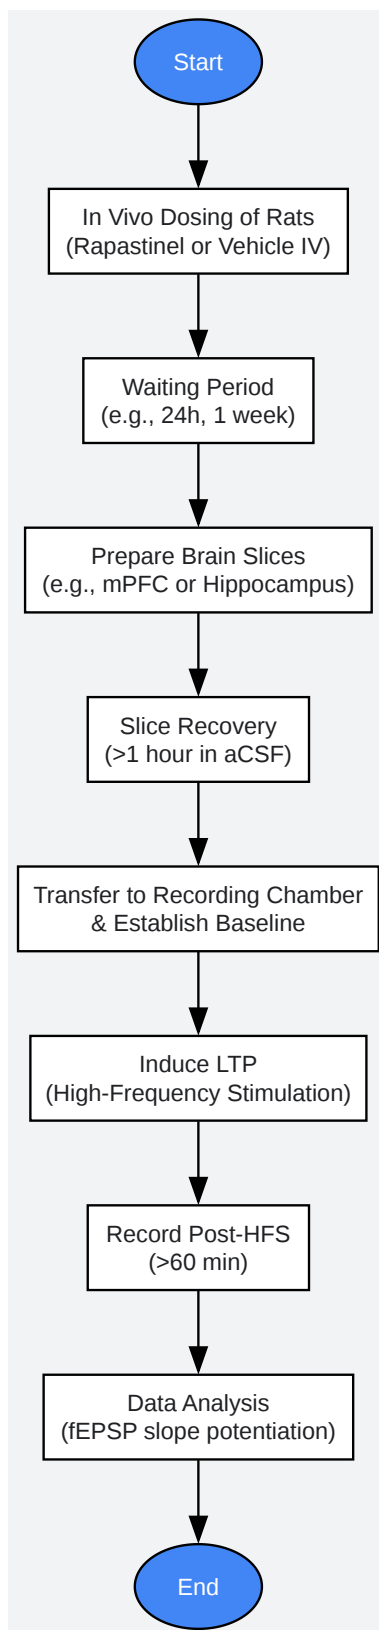 Start
In Vivo Dosing of Rats
(Rapastinel or Vehicle IV)
Waiting Period
(e.g., 24h, 1 week)
Prepare Brain Slices
(e.g., mPFC or Hippocampus)
Slice Recovery
(>1 hour in aCSF)
Transfer to Recording Chamber
& Establish Baseline
Induce LTP
(High-Frequency Stimulation)
Record Post-HFS
(>60 min)
Data Analysis
(fEPSP slope potentiation)
End